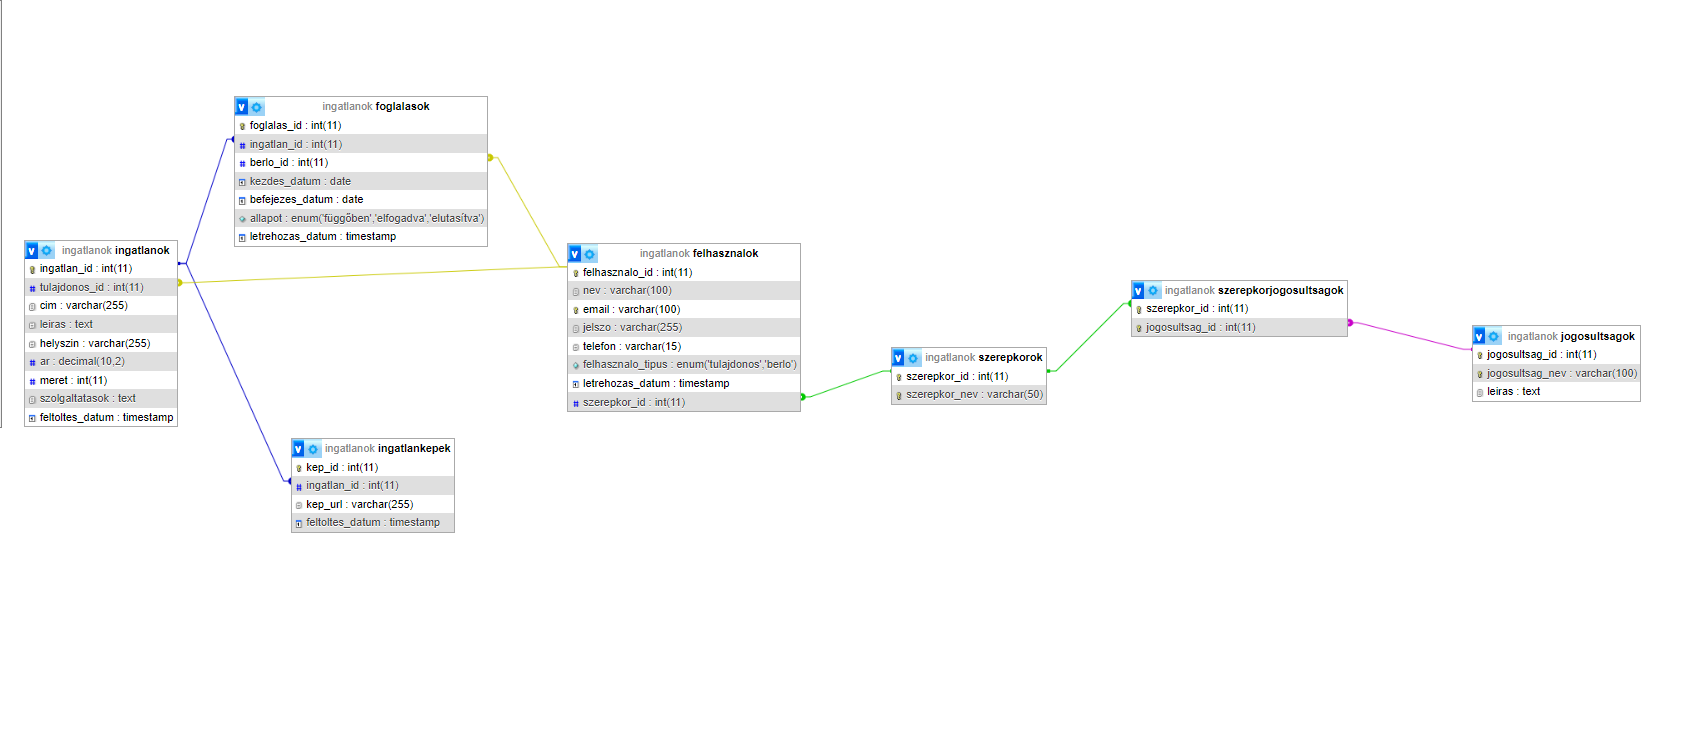 ingatlanok foglalasok
foglalas_id : int(11)
ingatlan_id : int(11)
berlo_id : int(11)
kezdes_datum : date
befejezes_datum : date
allapot : enum('függőben','elfogadva','elutasítva')
letrehozas_datum : timestamp
ingatlanok ingatlanok
ingatlan_id : int(11)
tulajdonos_id : int(11)
cim : varchar(255)
leiras : text
helyszin : varchar(255)
ar : decimal(10,2)
meret : int(11)
szolgaltatasok : text
feltoltes_datum : timestamp
ingatlanok ingatlankepek
kep_id : int(11)
ingatlan_id : int(11)
kep_url : varchar(255)
feltoltes_datum : timestamp
ingatlanok felhasznalok
felhasznalo_id : int(11)
nev : varchar(100)
email : varchar(100)
jelszo : varchar(255)
telefon : varchar(15)
felhasznalo_tipus : enum('tulajdonos','berlo')
letrehozas_datum : timestamp
szerepkor_id : int(11)
ingatlanok szerepkorok
szerepkor_id : int(11)
szerepkor_nev : varchar(50)
ingatlanok szerepkorjogosultsagok
szerepkor_id : int(11)
jogosultsag_id : int(11)
ingatlanok jogosultsagok
jogosultsag_id : int(11)
jogosultsag_nev : varchar(100)
leiras : text